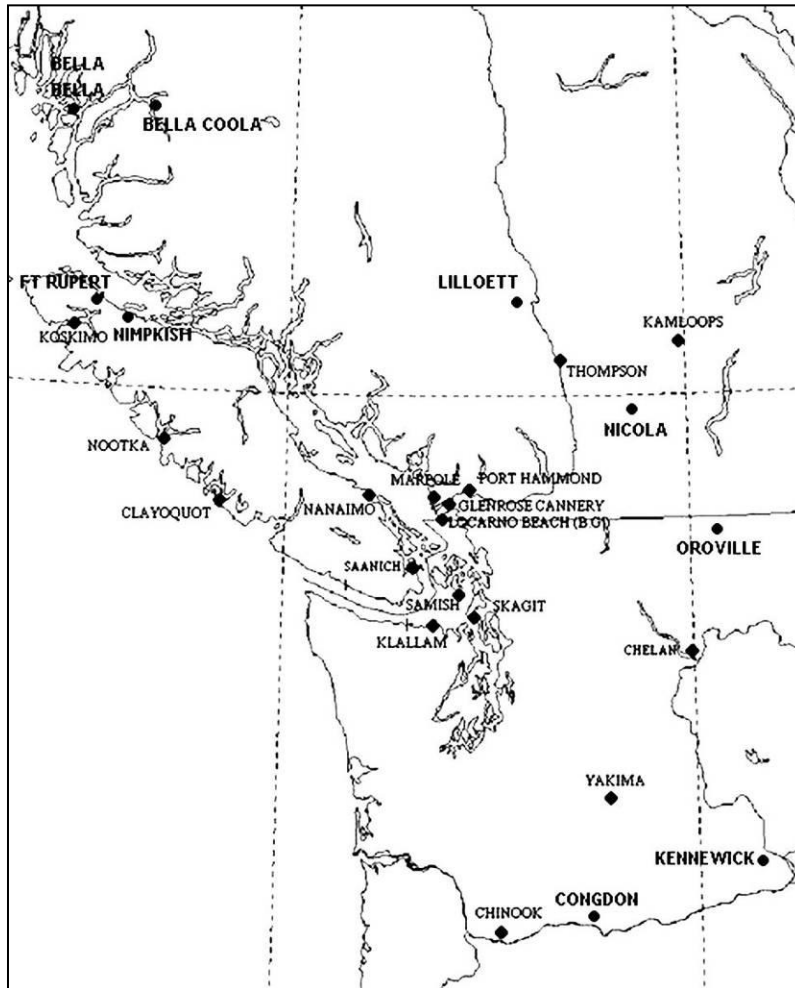 BELLA
BELLA
BELLA COOLA
FT RUPERT
LILLOETT
KOSKIMO
NIMPKISH
KAMLOOPS
THOMPSON
NICOLA
NOOTKA
MARPOLE
PORT HAMMOND
CLAYOQUOT
NANAIMO
GLENROSE CANNERY
LOCARNO BEACH (B.G)
OROVILLE
SAANICH
SAMISH
SKAGIT
KLALLAM
CHELAN
YAKIMA
KENNEWICK
CONGDON
CHINOOK